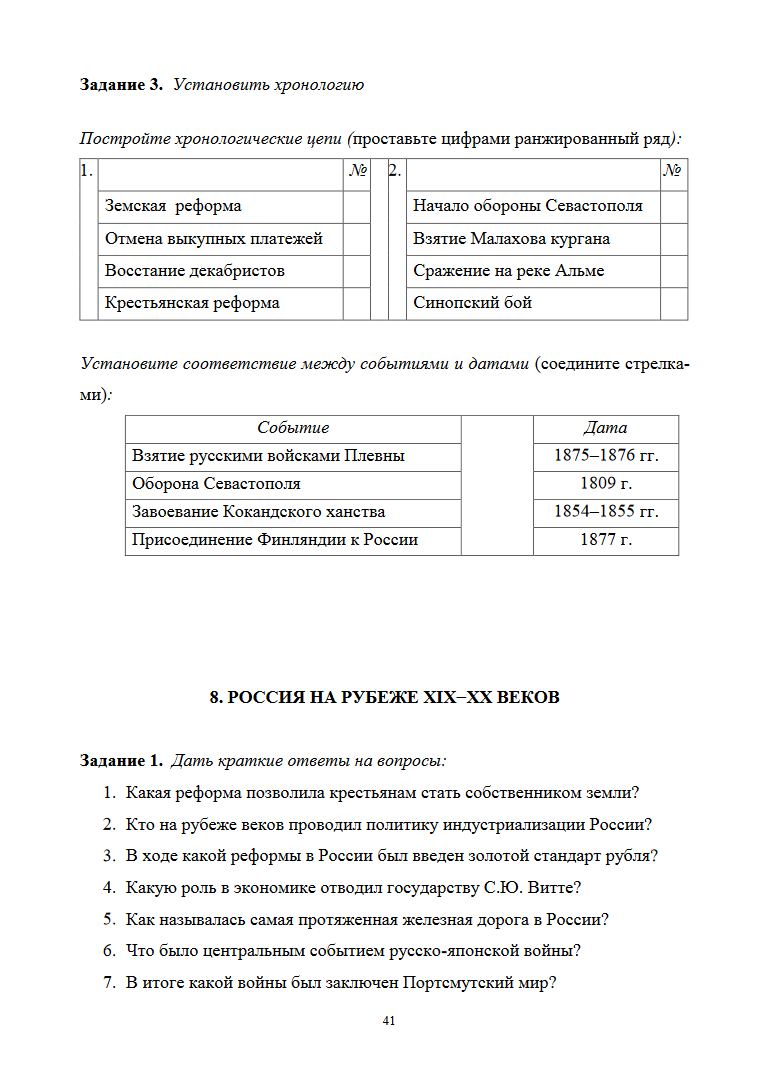 Задание 3. Установить хронологию
Постройте хронологические цепи (проставьте цифрами ранжированный ряд):
1. № 2. №
Земская реформа Начало обороны Севастополя
Отмена выкупных платежей Взятие Малахова кургана
Восстание декабристов Сражение на реке Альме
Крестьянская реформа Синопский бой
Установите соответствие между событиями и датами (соедините стрелка-
ми):
Событие Дата
Взятие русскими войсками Плевны 1875–1876 гг.
Оборона Севастополя 1809 г.
Завоевание Кокандского ханства 1854–1855 гг.
Присоединение Финляндии к России 1877 г.
8. РОССИЯ НА РУБЕЖЕ XIX–XX ВЕКОВ
Задание 1. Дать краткие ответы на вопросы:
1. Какая реформа позволила крестьянам стать собственником земли?
2. Кто на рубеже веков проводил политику индустриализации России?
3. В ходе какой реформы в России был введен золотой стандарт рубля?
4. Какую роль в экономике отводил государству С.Ю. Витте?
5. Как называлась самая протяженная железная дорога в России?
6. Что было центральным событием русско-японской войны?
7. В итоге какой войны был заключен Портсмутский мир?
41